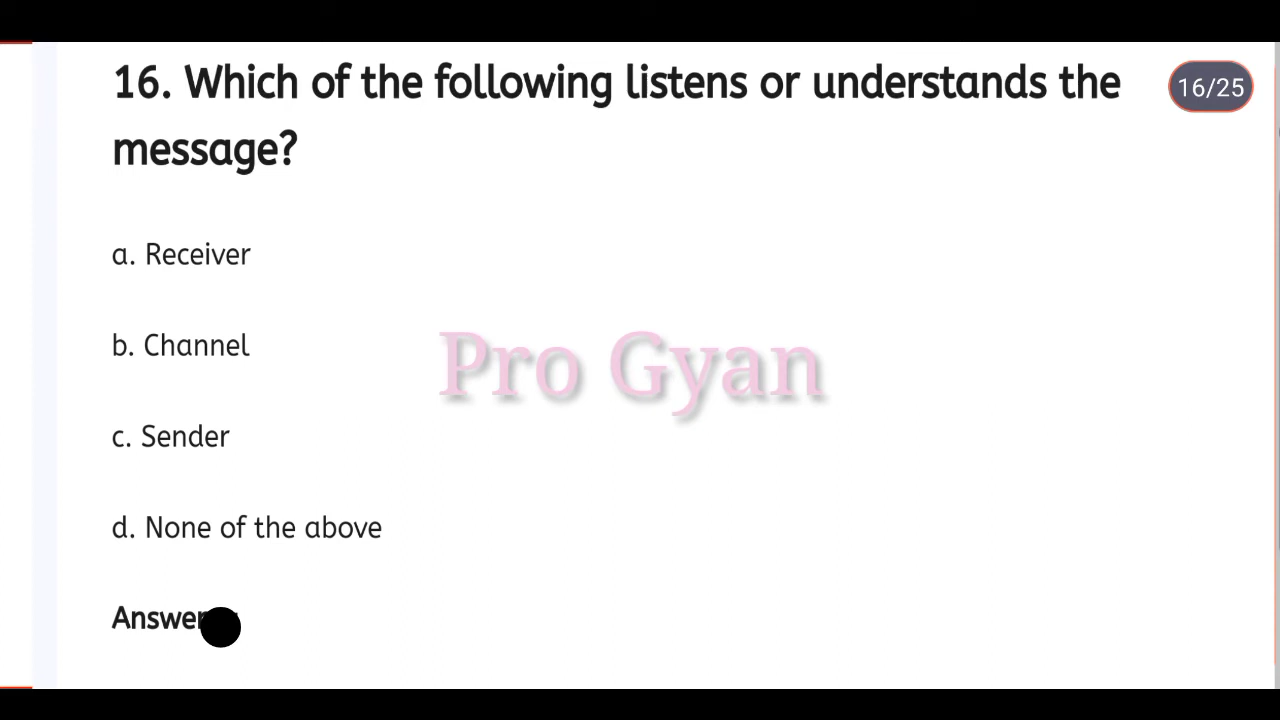 16. Which of the following listens or understands the
message?
16/25
a. Receiver
b. Channel
Pro Gyan
c. Sender
d. None of the above
Answer